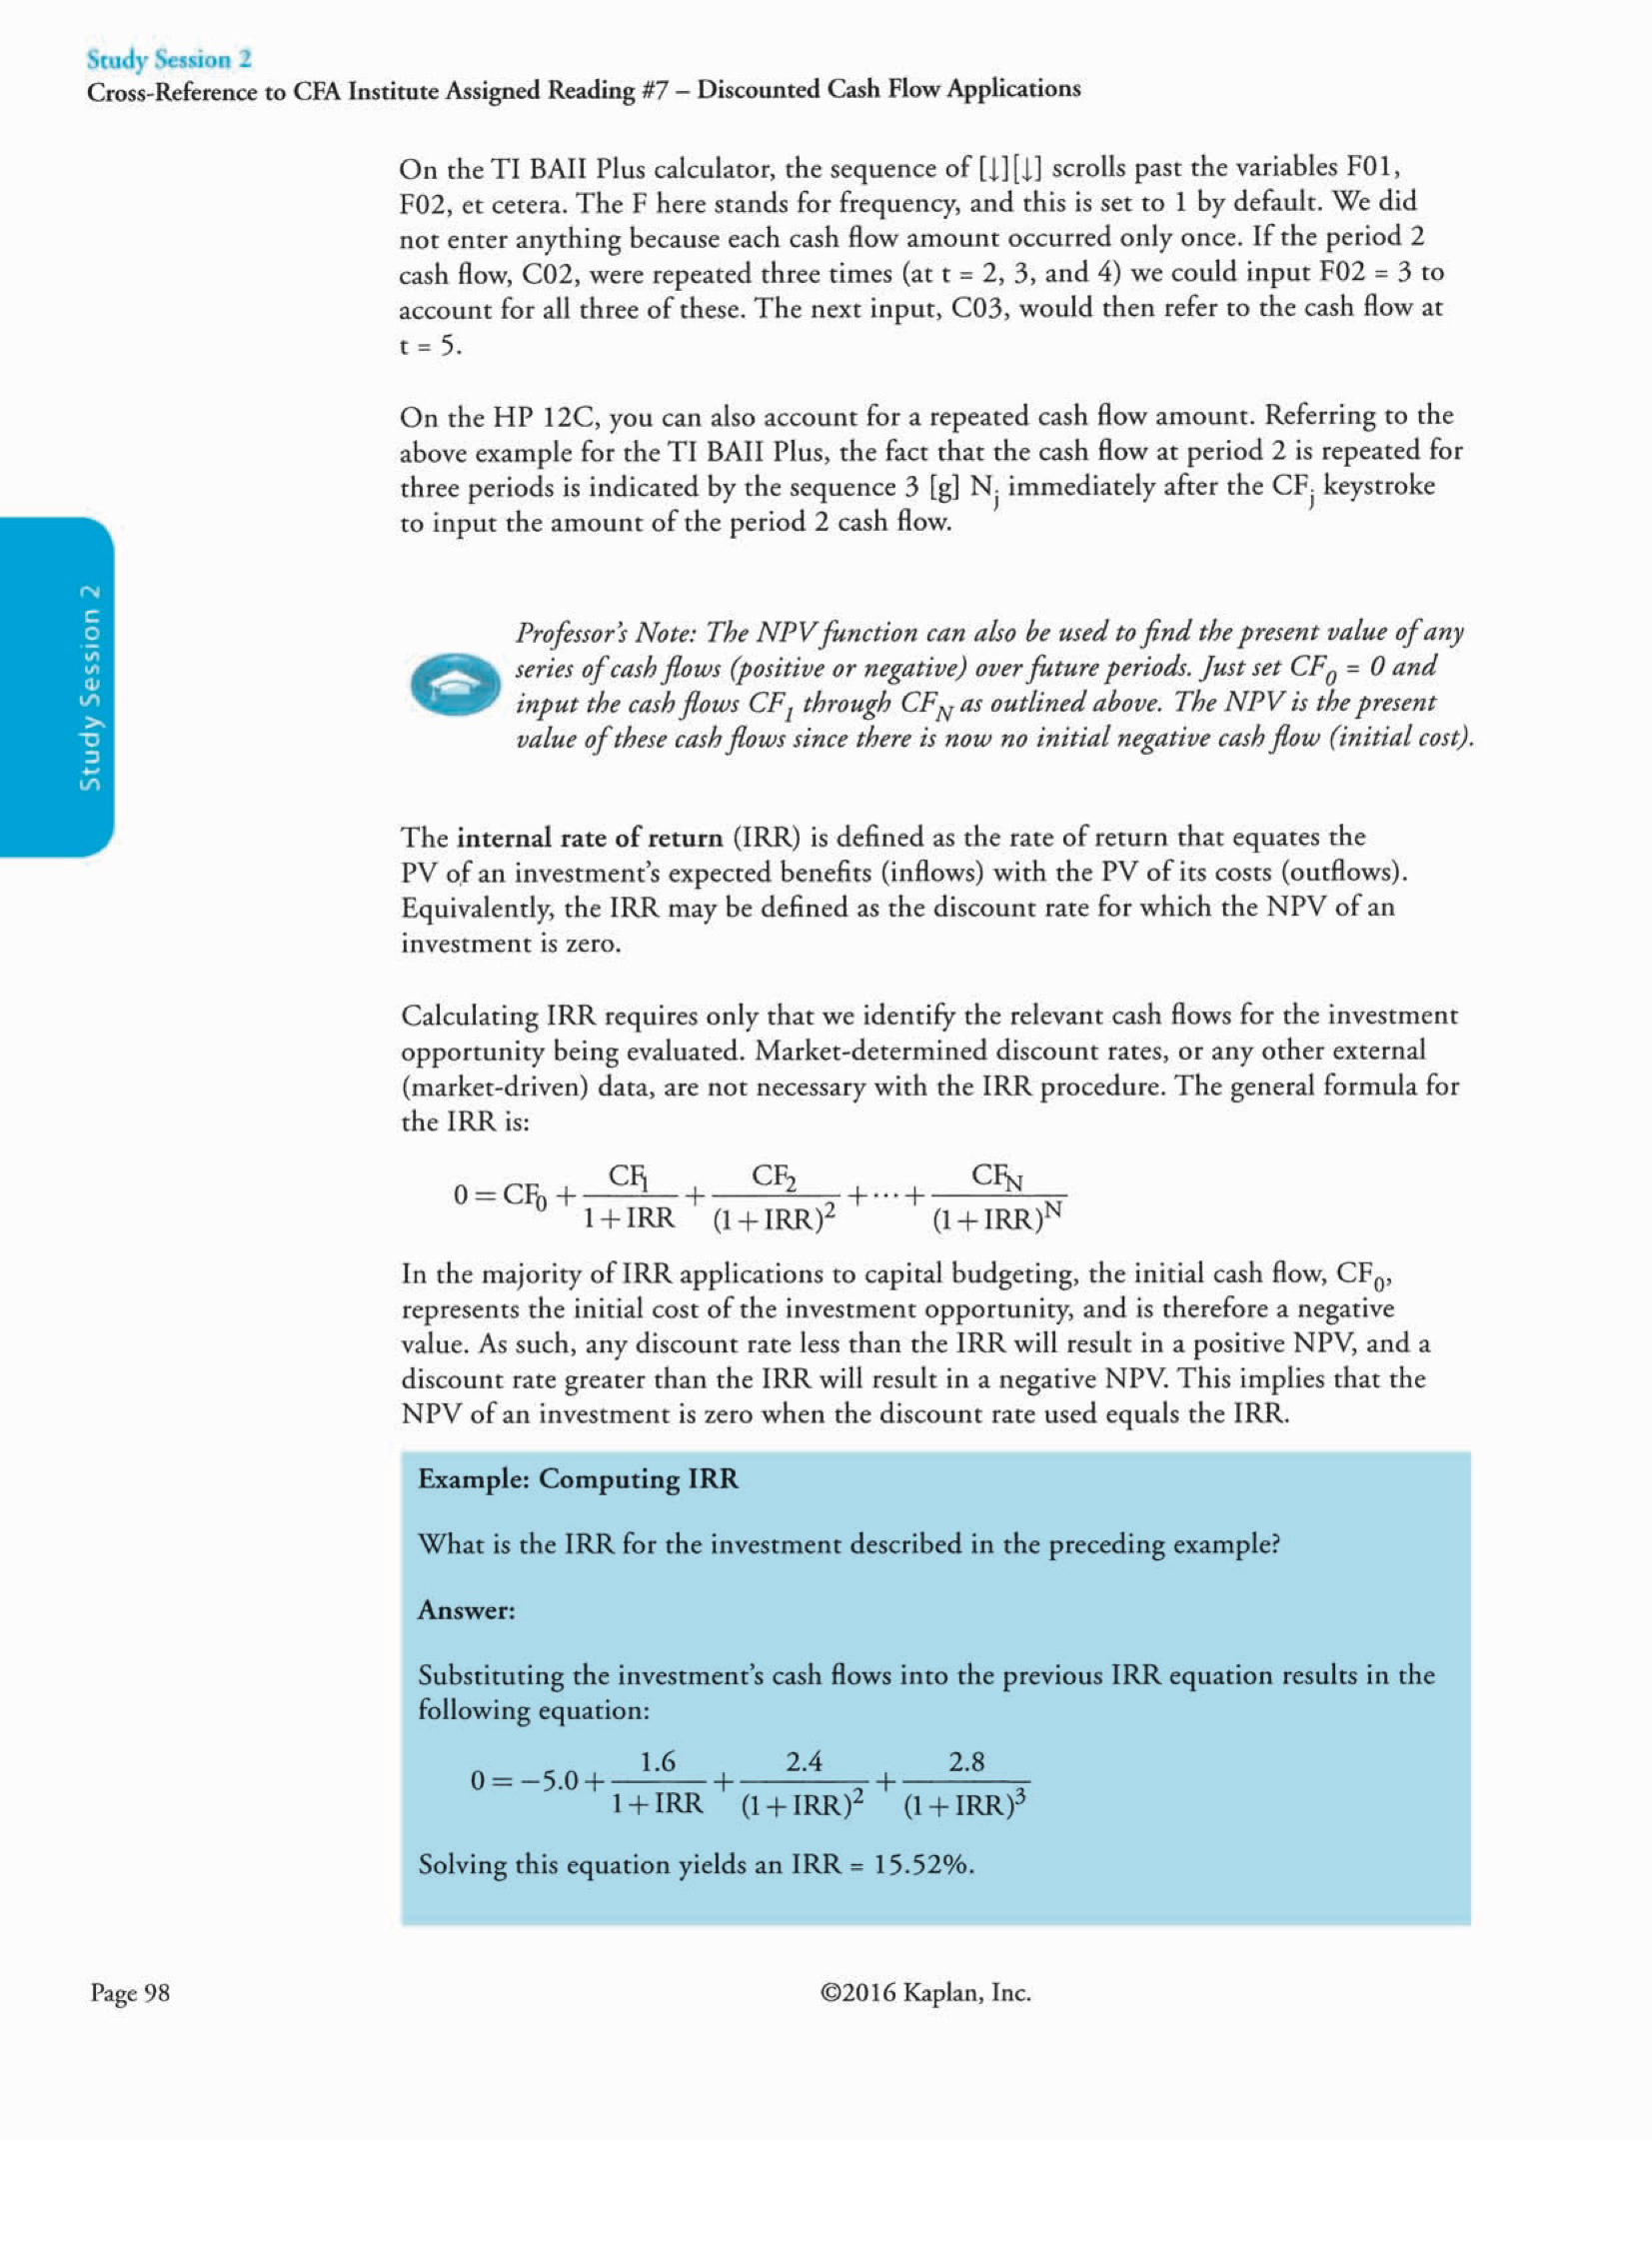 Study Session 2
Cross-Reference to CFA Institute Assigned Reading #7 – Discounted Cash Flow Applications
On the TI BAII Plus calculator, the sequence of [↓][↓] scrolls past the variables F01,
F02, et cetera. The F here stands for frequency, and this is set to 1 by default. We did
not enter anything because each cash flow amount occurred only once. If the period 2
cash flow, C02, were repeated three times (at t = 2, 3, and 4) we could input F02 = 3 to
account for all three of these. The next input, C03, would then refer to the cash flow at
t = 5.
On the HP 12C, you can also account for a repeated cash flow amount. Referring to the
above example for the TI BAII Plus, the fact that the cash flow at period 2 is repeated for
three periods is indicated by the sequence 3 [g] Nj immediately after the CFj keystroke
to input the amount of the period 2 cash flow.
Study Session 2
Professor's Note: The NPV function can also be used to find the present value of any
series of cash flows (positive or negative) over future periods. Just set CF0 = 0 and
input the cash flows CF1 through CFN as outlined above. The NPV is the present
value of these cash flows since there is now no initial negative cash flow (initial cost).
The internal rate of return (IRR) is defined as the rate of return that equates the
PV of an investment's expected benefits (inflows) with the PV of its costs (outflows).
Equivalently, the IRR may be defined as the discount rate for which the NPV of an
investment is zero.
Calculating IRR requires only that we identify the relevant cash flows for the investment
opportunity being evaluated. Market-determined discount rates, or any other external
(market-driven) data, are not necessary with the IRR procedure. The general formula for
the IRR is:
0 = CF0 + CF1/(1+IRR) + CF2/(1+IRR)^2 + ··· + CFN/(1+IRR)^N
In the majority of IRR applications to capital budgeting, the initial cash flow, CF0,
represents the initial cost of the investment opportunity, and is therefore a negative
value. As such, any discount rate less than the IRR will result in a positive NPV, and a
discount rate greater than the IRR will result in a negative NPV. This implies that the
NPV of an investment is zero when the discount rate used equals the IRR.
Example: Computing IRR
What is the IRR for the investment described in the preceding example?
Answer:
Substituting the investment's cash flows into the previous IRR equation results in the
following equation:
0 = −5.0 + 1.6/(1+IRR) + 2.4/(1+IRR)^2 + 2.8/(1+IRR)^3
Solving this equation yields an IRR = 15.52%.
Page 98
©2016 Kaplan, Inc.